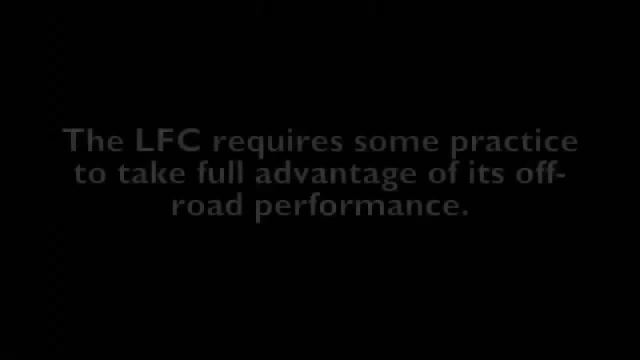 The LFC requires some practice
to take full advantage of its off-
road performance.